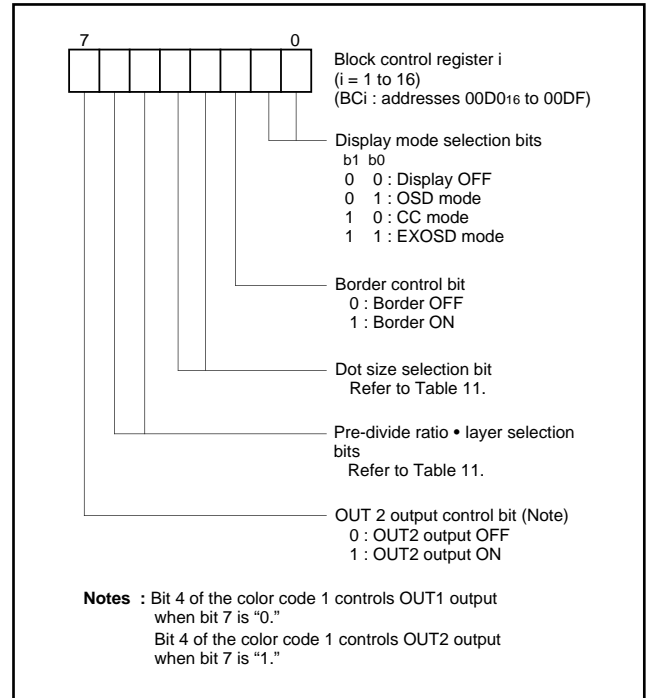 7 0
Block control register i
(i = 1 to 16)
(BCi : addresses 00D016 to 00DF)
Display mode selection bits
b1 b0
0 0 : Display OFF
0 1 : OSD mode
1 0 : CC mode
1 1 : EXOSD mode
Border control bit
0 : Border OFF
1 : Border ON
Dot size selection bit
Refer to Table 11.
Pre-divide ratio • layer selection
bits
Refer to Table 11.
OUT 2 output control bit (Note)
0 : OUT2 output OFF
1 : OUT2 output ON
Notes : Bit 4 of the color code 1 controls OUT1 output
when bit 7 is “0.”
Bit 4 of the color code 1 controls OUT2 output
when bit 7 is “1.”